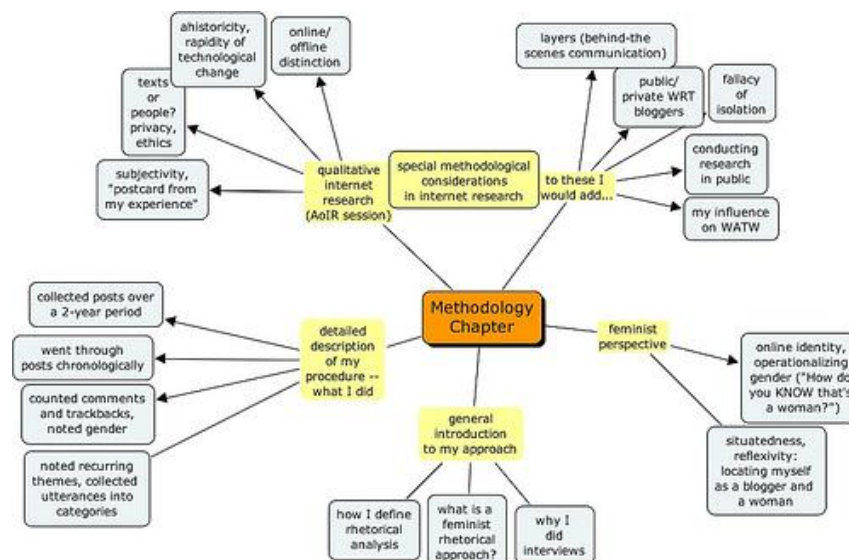 ahistoricity,
rapidity of
technological
change
online/
offline
distinction
texts
or
people?
privacy,
ethics
subjectivity,
"postcard from
my experience"
qualitative
internet
research
(AoIR session)
special methodological
considerations
in internet research
to these I
would add...
layers (behind-the
scenes communication)
public/
private WRT
bloggers
fallacy
of
isolation
conducting
research
in public
my influence
on WATW
Methodology
Chapter
collected posts over
a 2-year period
went through
posts chronologically
counted comments
and trackbacks,
noted gender
noted recurring
themes, collected
utterances into
categories
detailed
description
of my
procedure --
what I did
general
introduction
to my approach
how I define
rhetorical
analysis
what is a
feminist
rhetorical
approach?
why I
did
interviews
feminist
perspective
online identity,
operationalizing
gender ("How do
you KNOW that's
a woman?")
situatedness,
reflexivity:
locating myself
as a blogger and
a woman